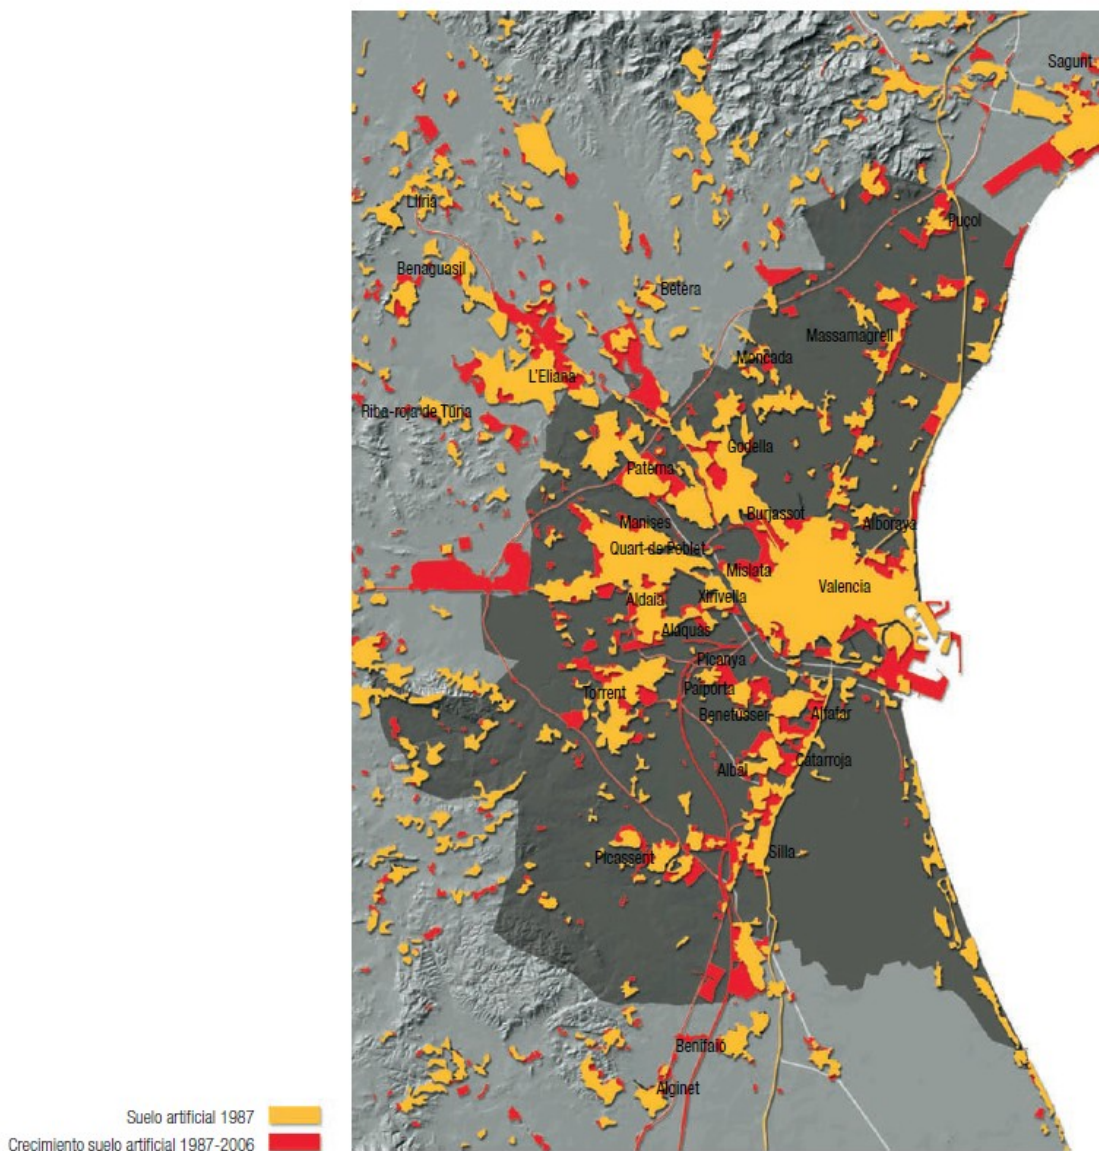 Sagunt
Llíria
Puçol
Benaguasil
Bétera
Massamagrell
Moncada
L'Eliana
Riba-roja de Túria
Godella
Paterna
Burjassot
Manises
Alboraya
Quart de Poblet
Mislata
Valencia
Aldaia
Xirivella
Alaquas
Picanya
Torrent
Paiporta
Benetússer
Alfafar
Albal
Catarroja
Picassent
Silla
Benifaió
Alginet
Suelo artificial 1987
Crecimiento suelo artificial 1987-2006